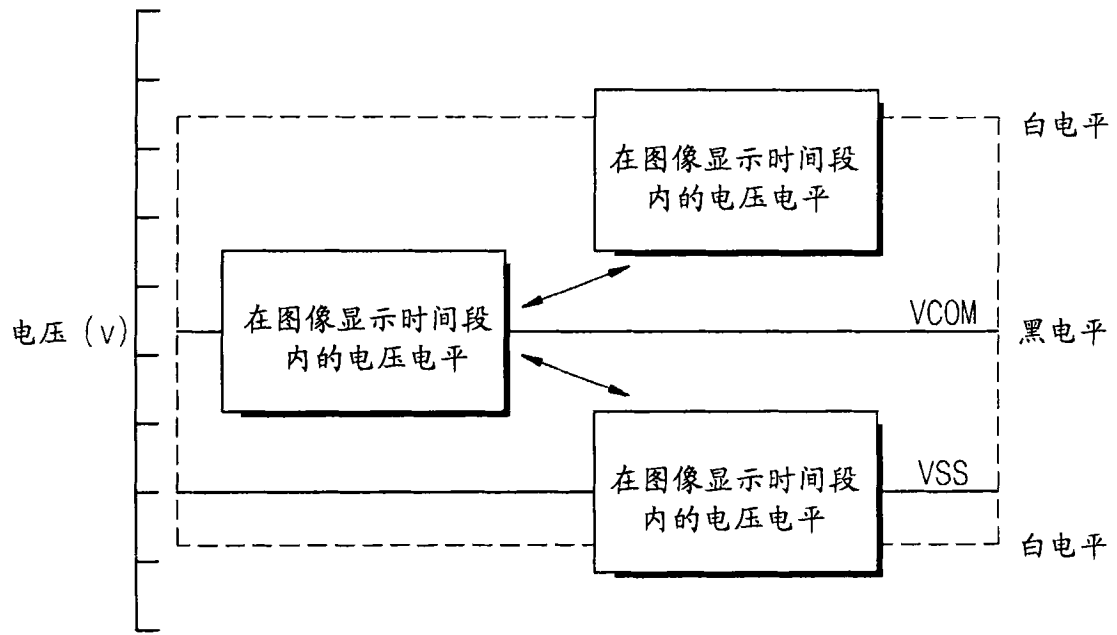 白电平
在图像显示时间段
内的电压电平
电压 (v)
在图像显示时间段
内的电压电平
VCOM
黑电平
在图像显示时间段
内的电压电平
VSS
白电平